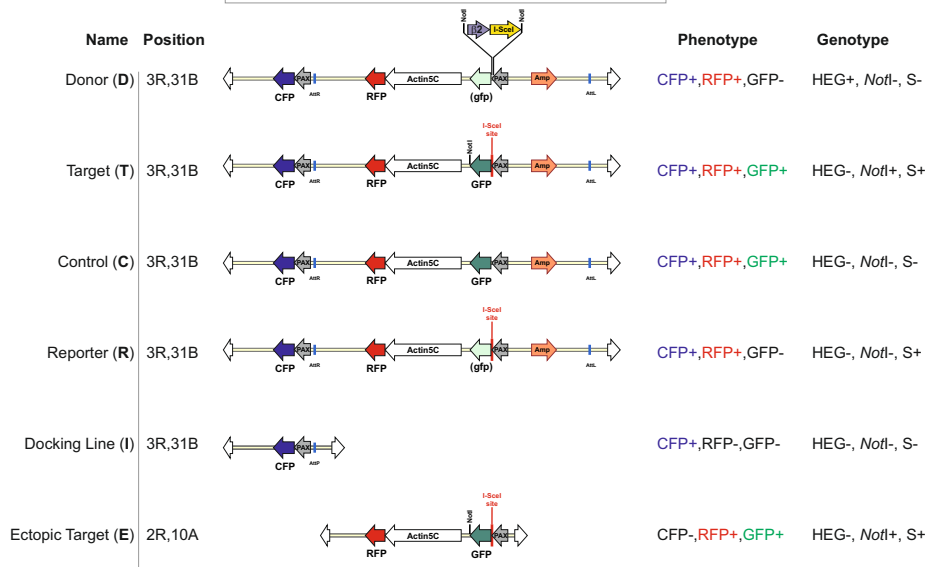 NotI NotI
β2 I-SceI
Name Position Phenotype Genotype
Donor (D) 3R,31B CFP PAX AttR RFP Actin5C (gfp) PAX Amp AttL CFP+,RFP+,GFP- HEG+, NotI-, S-
I-SceI
site
NotI
Target (T) 3R,31B CFP PAX AttR RFP Actin5C GFP PAX Amp AttL CFP+,RFP+,GFP+ HEG-, NotI+, S+
Control (C) 3R,31B CFP PAX AttR RFP Actin5C GFP PAX Amp AttL CFP+,RFP+,GFP+ HEG-, NotI-, S-
I-SceI
site
Reporter (R) 3R,31B CFP PAX AttR RFP Actin5C (gfp) PAX Amp AttL CFP+,RFP+,GFP- HEG-, NotI-, S+
Docking Line (I) 3R,31B CFP PAX AttP CFP+,RFP-,GFP- HEG-, NotI-, S-
I-SceI
site
NotI
Ectopic Target (E) 2R,10A RFP Actin5C GFP PAX CFP-,RFP+,GFP+ HEG-, NotI+, S+